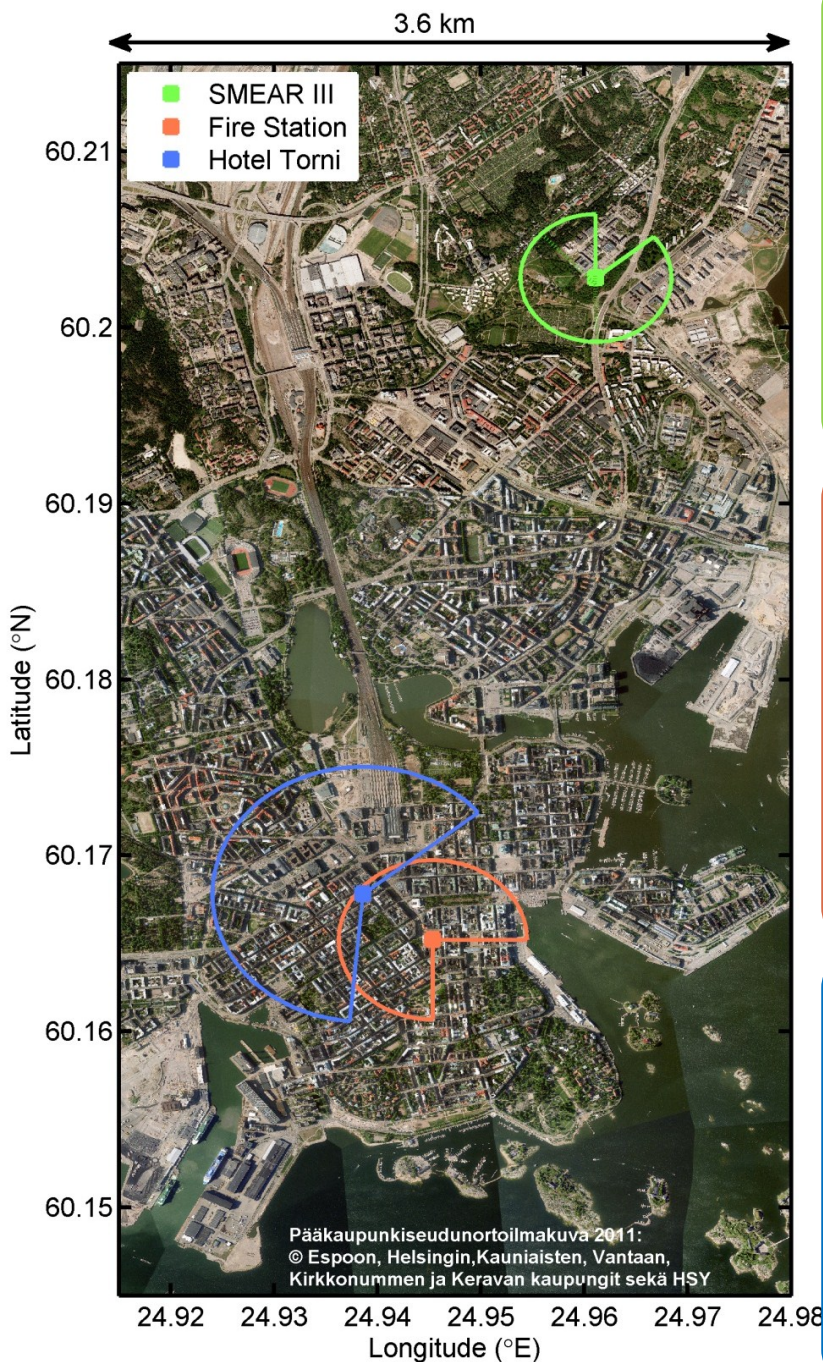 3.6 km
SMEAR III
Fire Station
Hotel Torni
60.21
60.2
60.19
60.18
60.17
60.16
60.15
Latitude (°N)
Pääkaupunkiseudunortoilmakuva 2011:
© Espoon, Helsingin,Kauniaisten, Vantaan,
Kirkkonummen ja Keravan kaupungit sekä HSY
24.92 24.93 24.94 24.95 24.96 24.97 24.98
Longitude (°E)